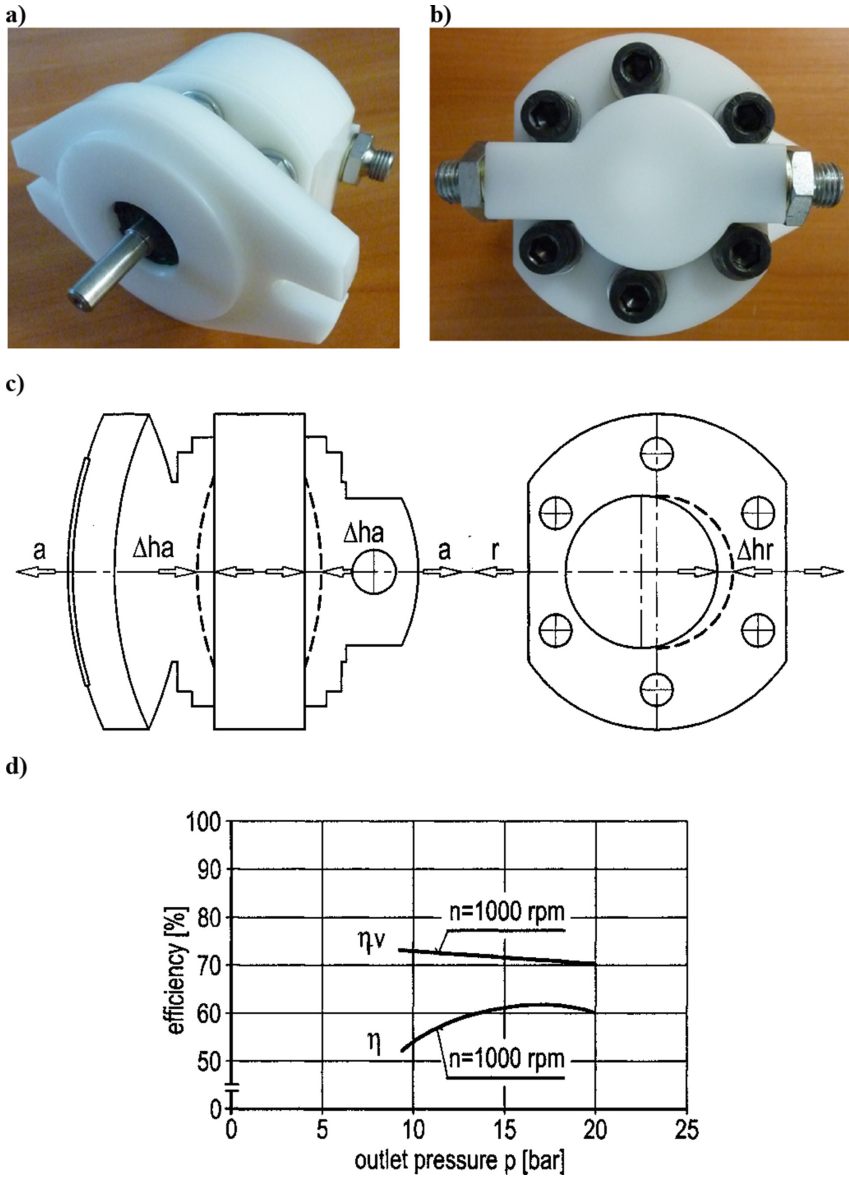 a)
b)
c)
a
Δha
Δha
a
r
Δhr
d)
efficiency [%]
100
90
80
70
60
50
0
n=1000 rpm
ηv
η
n=1000 rpm
0
5
10
15
20
25
outlet pressure p [bar]